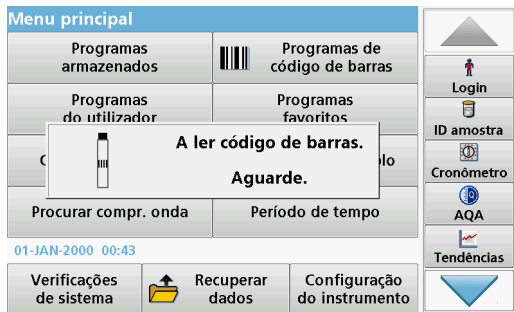 Menu principal
Programas
armazenados
Programas de
código de barras
Programas
do utilizador
Programas
favoritos
A ler código de barras.
Aguarde.
Procurar compr. onda
Período de tempo
01-JAN-2000 00:43
Verificações
de sistema
Recuperar
dados
Configuração
do instrumento
Login
ID amostra
Cronômetro
AQA
Tendências